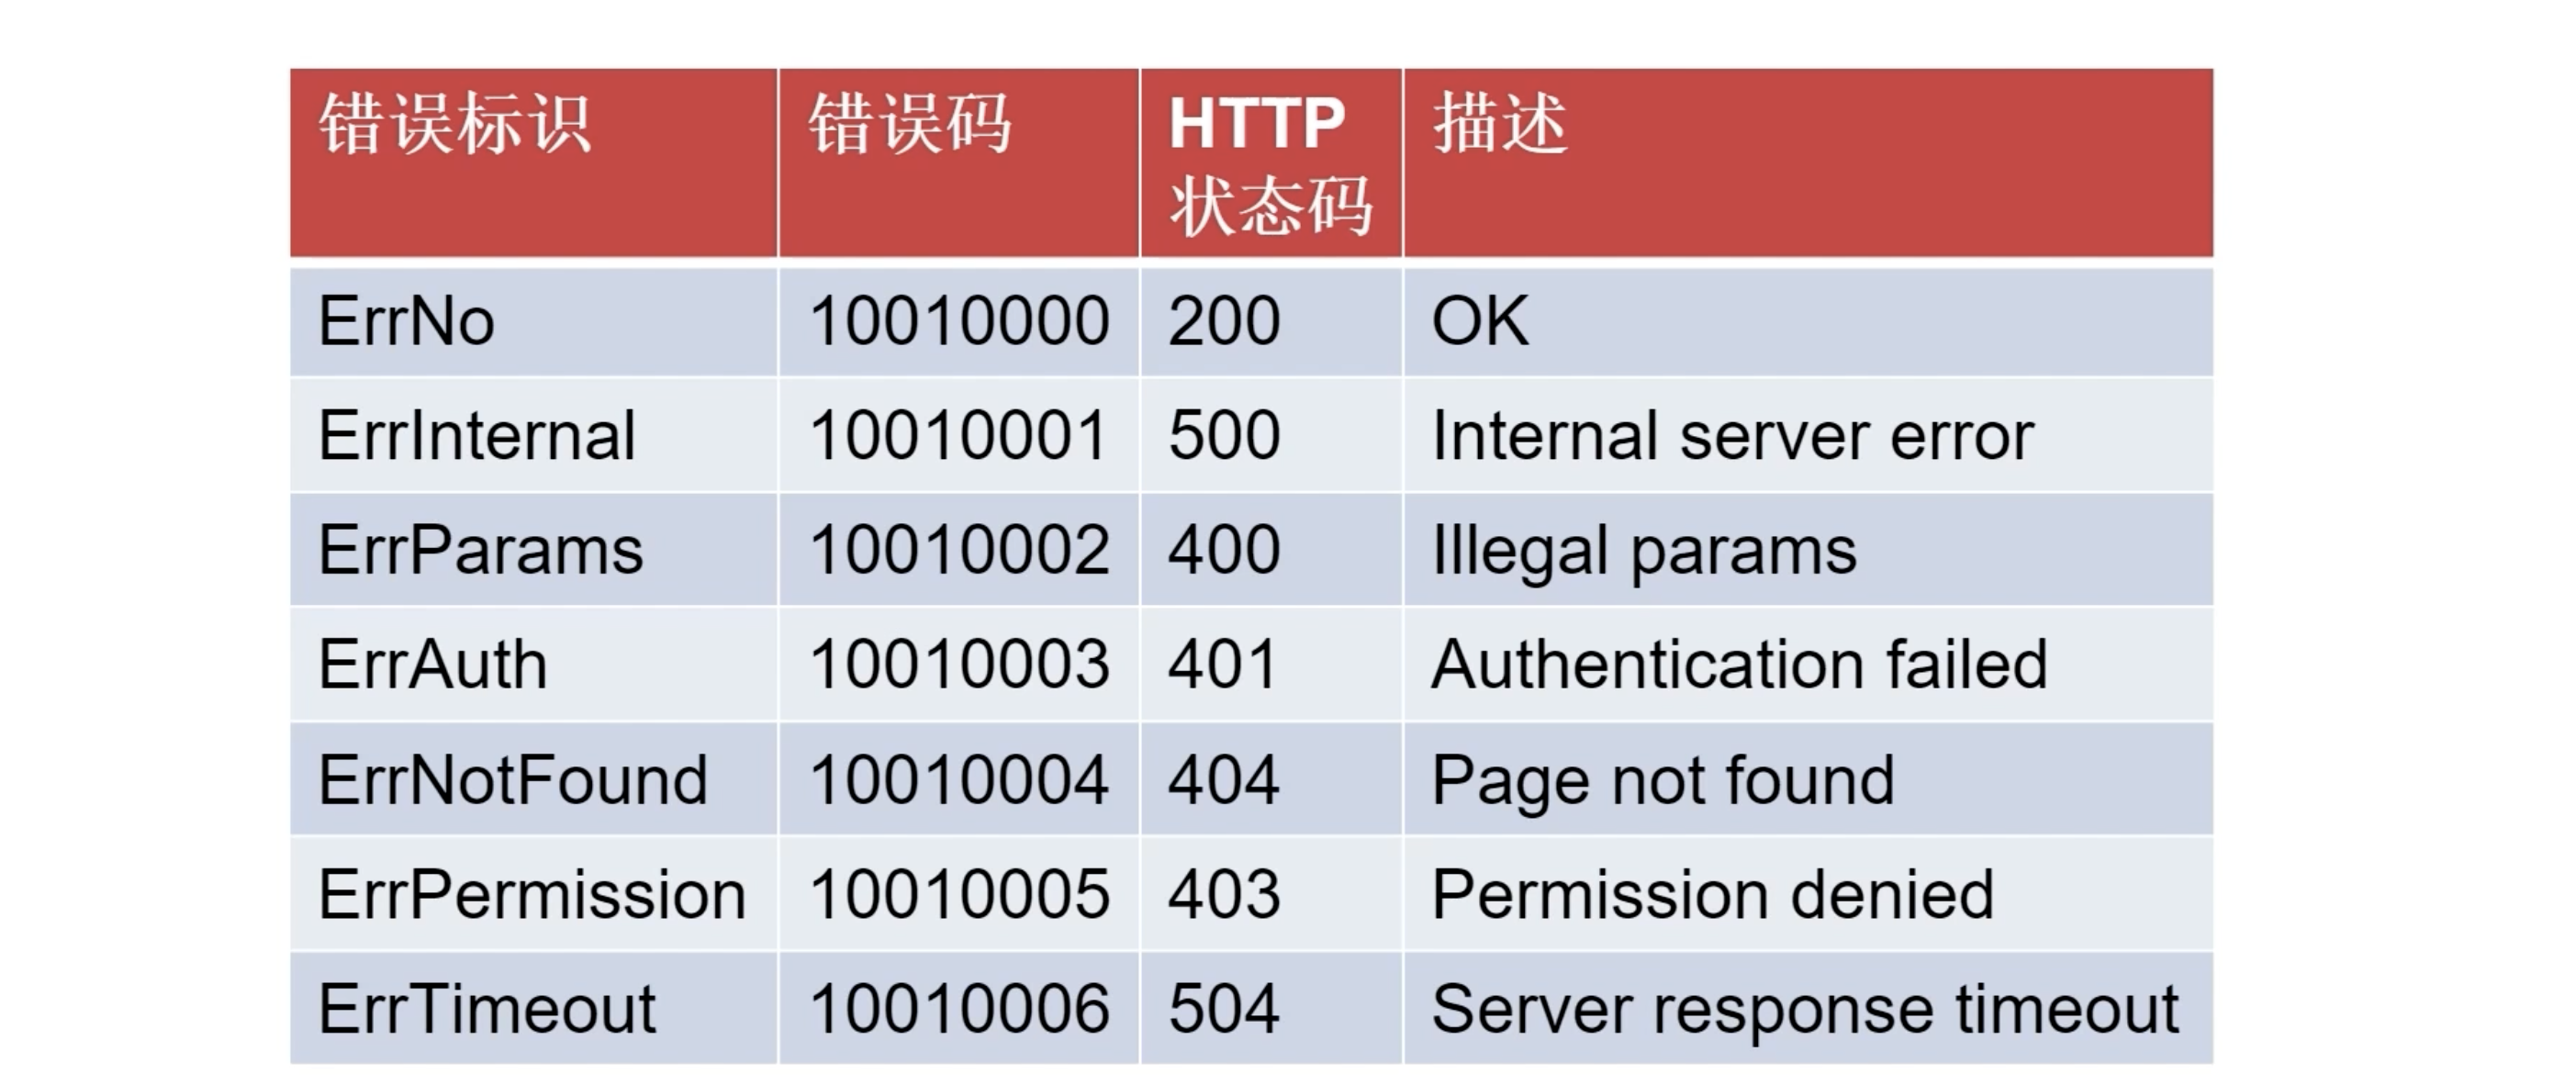 错误标识 错误码 HTTP 状态码 描述
ErrNo 10010000 200 OK
ErrInternal 10010001 500 Internal server error
ErrParams 10010002 400 Illegal params
ErrAuth 10010003 401 Authentication failed
ErrNotFound 10010004 404 Page not found
ErrPermission 10010005 403 Permission denied
ErrTimeout 10010006 504 Server response timeout